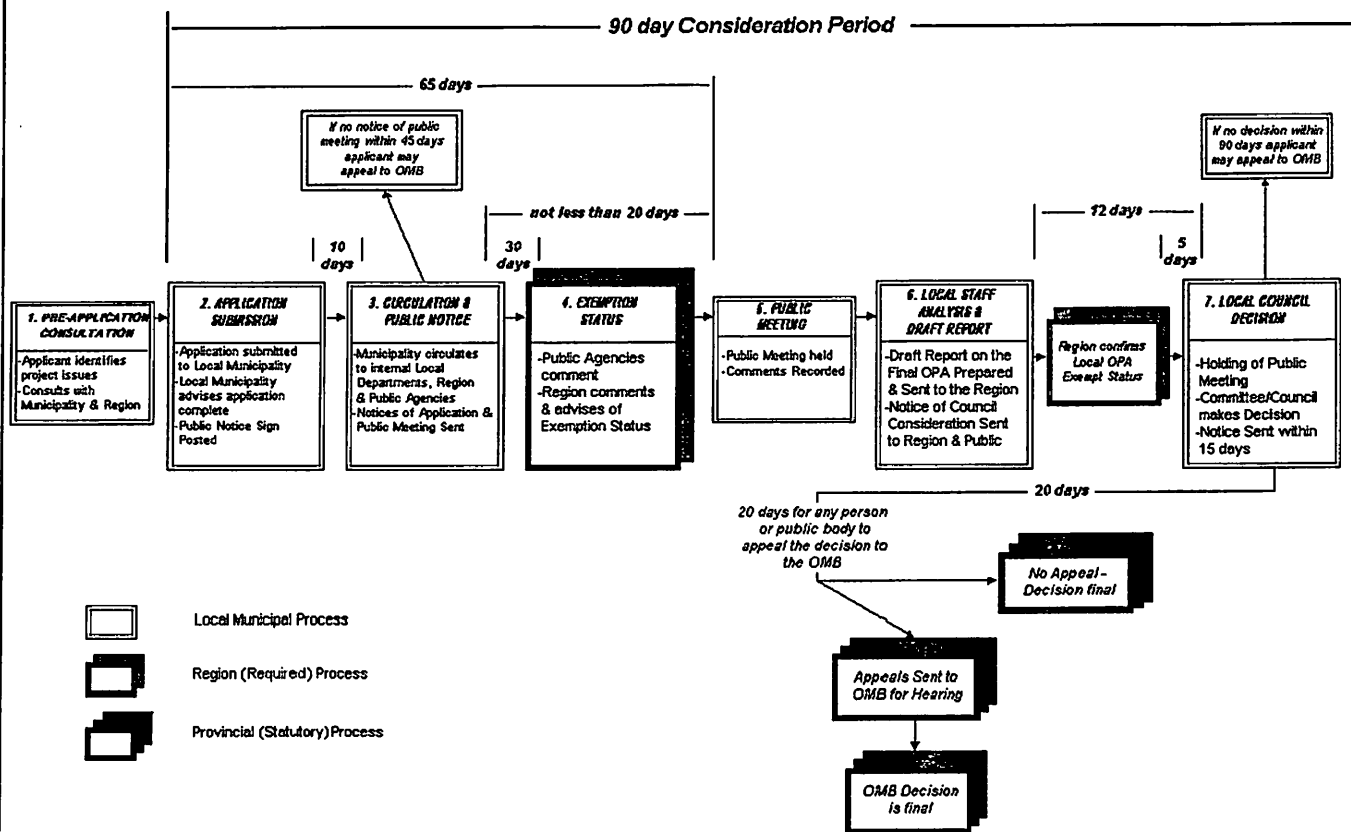 90 day Consideration Period
65 days
If no notice of public
meeting within 45 days
applicant may
appeal to OMB
If no decision within
90 days applicant
may appeal to OMB
not less than 20 days
12 days
10
days
30
days
5
days
1. PRE-APPLICATION
CONSULTATION
-Applicant identifies
project issues
-Consults with
Municipality & Region
2. APPLICATION
SUBMISSION
-Application submitted
to Local Municipality
-Local Municipality
advises application
complete
-Public Notice Sign
Posted
3. CIRCULATION &
PUBLIC NOTICE
-Municipality circulates
to internal Local
Departments, Region
& Public Agencies
-Notices of Application &
Public Meeting Sent
4. EXEMPTION
STATUS
-Public Agencies
comment
-Region comments
& advises of
Exemption Status
5. PUBLIC
MEETING
-Public Meeting held
-Comments Recorded
6. LOCAL STAFF
ANALYSIS &
DRAFT REPORT
-Draft Report on the
Final OPA Prepared
& Sent to the Region
-Notice of Council
Consideration Sent
to Region & Public
Region confirms
Local OPA
Exempt Status
7. LOCAL COUNCIL
DECISION
-Holding of Public
Meeting
-Committee/Council
makes Decision
-Notice Sent within
15 days
20 days
20 days for any person
or public body to
appeal the decision to
the OMB
No Appeal -
Decision final
Appeals Sent to
OMB for Hearing
OMB Decision
is final
Local Municipal Process
Region (Required) Process
Provincial (Statutory) Process